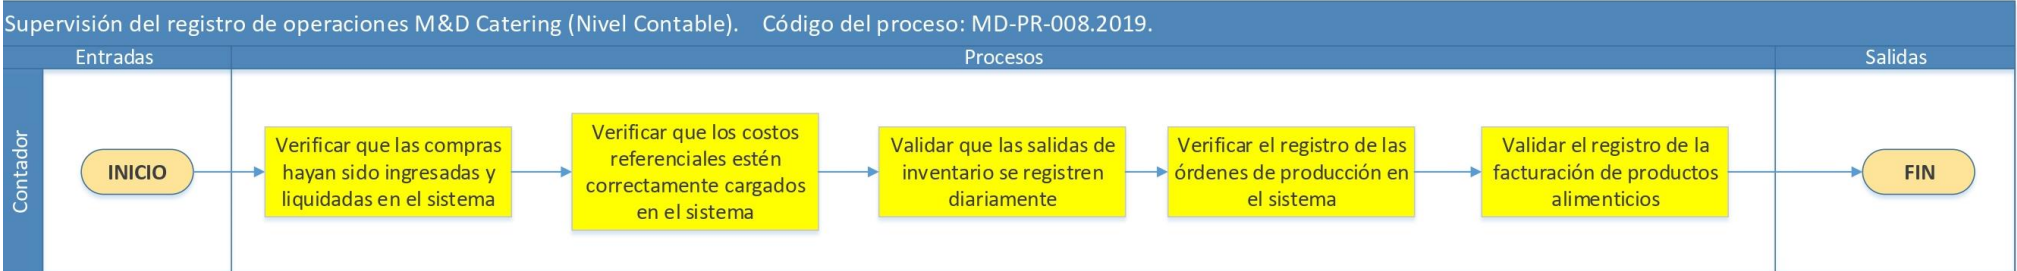 Supervisión del registro de operaciones M&D Catering (Nivel Contable).    Código del proceso: MD-PR-008.2019.
Entradas
Procesos
Salidas
Contador
INICIO
Verificar que las compras
hayan sido ingresadas y
liquidadas en el sistema
Verificar que los costos
referenciales estén
correctamente cargados
en el sistema
Validar que las salidas de
inventario se registren
diariamente
Verificar el registro de las
órdenes de producción en
el sistema
Validar el registro de la
facturación de productos
alimenticios
FIN